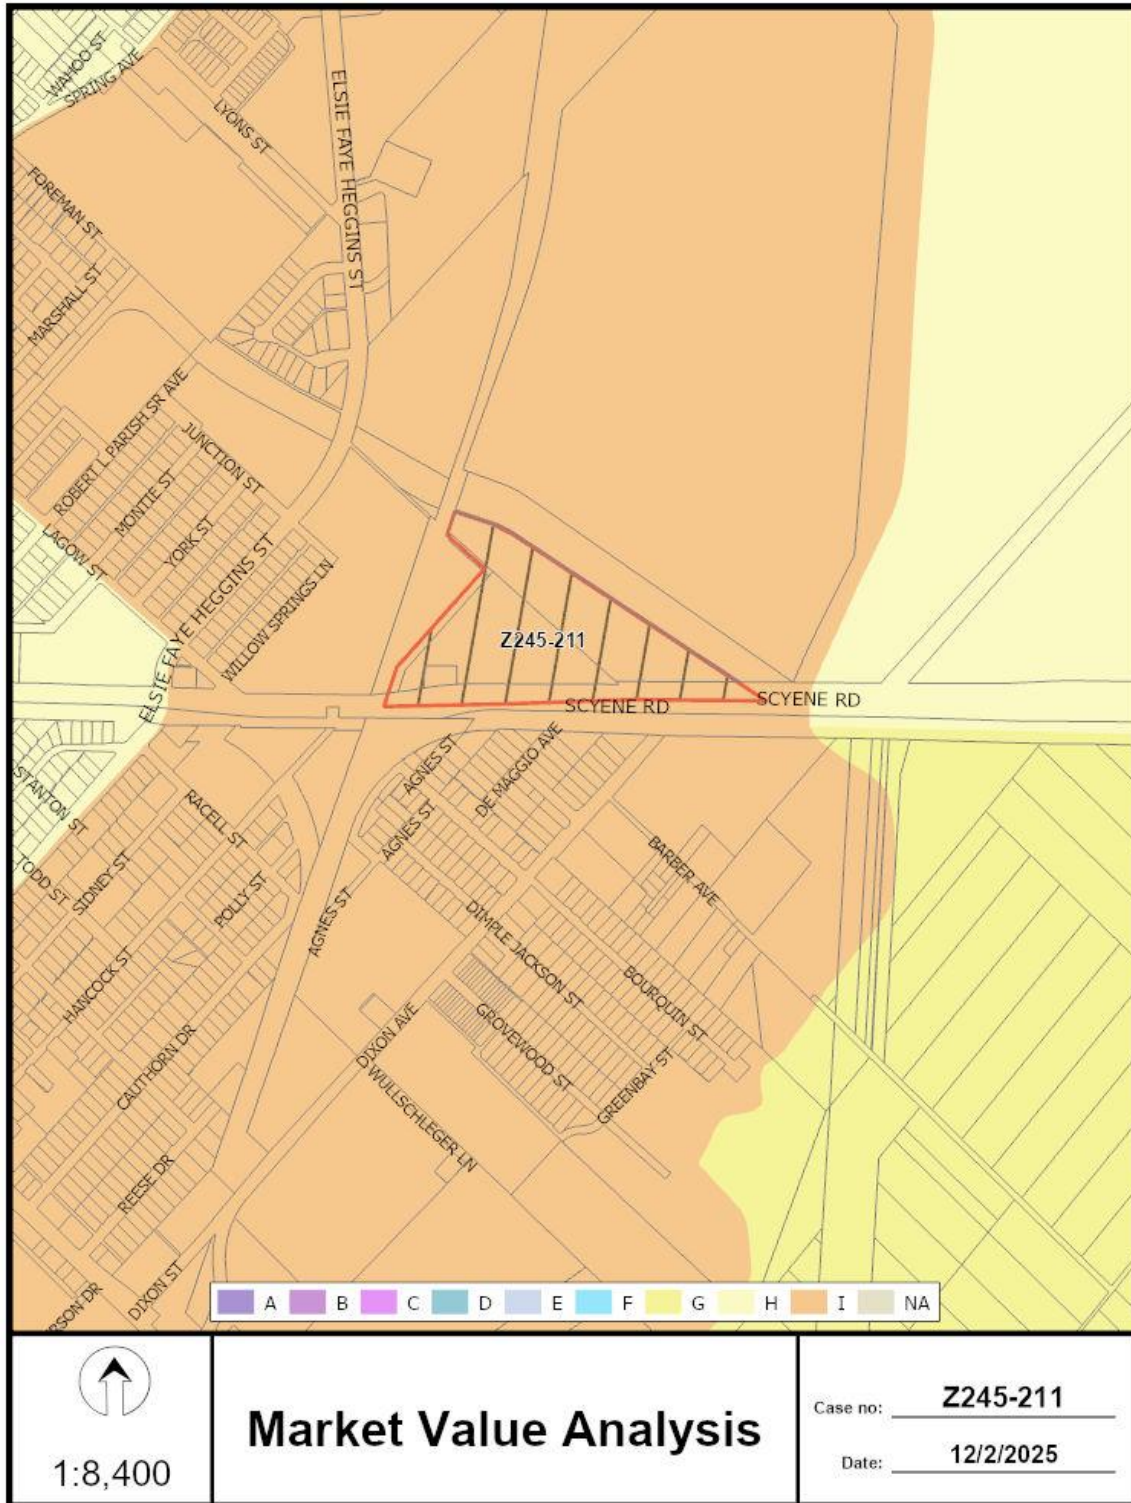 WAHOO ST
SPRING AVE
LYONS ST
ELSIE FAYE HEGGINS ST
FOREMAN ST
MARSHALL ST
ROBERT L PARISH SR AVE
JUNCTION ST
MONTIE ST
YORK ST
LAGOW ST
ELSIE FAYE HEGGINS ST
WILLOW SPRINGS LN
Z245-211
SCYENE RD
SCYENE RD
AGNES ST
DE MAGGIO AVE
STANTON ST
RACELL ST
AGNES ST
BARBER AVE
TODD ST
SIDNEY ST
POLLY ST
AGNES ST
DIMPLE JACKSON ST
HANCOCK ST
BOURQUIN ST
DIXON AVE
GROVEWOOD ST
CAUTHORN DR
D WULLSCHLEGER LN
GREENBAY ST
REESE DR
DIXON ST
RSON DR
A B C D E F G H I NA
1:8,400
Market Value Analysis
Case no: Z245-211
Date: 12/2/2025